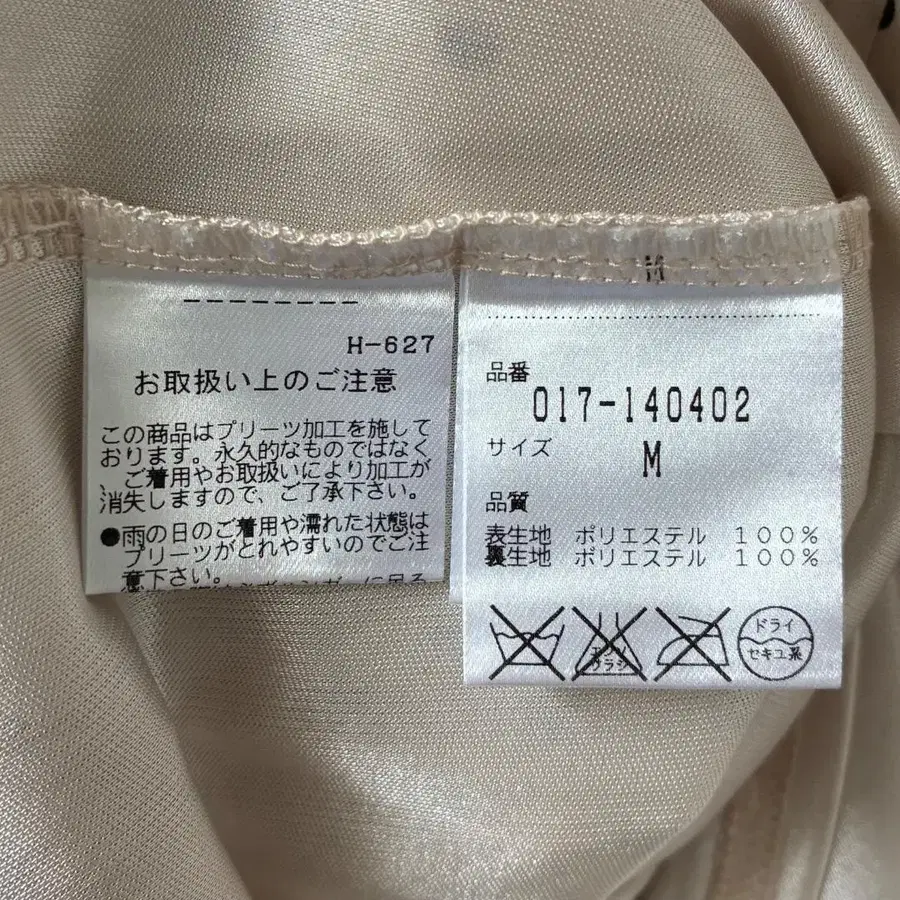 H-627
お取扱い上のご注意
この商品はプリーツ加工を施して
おります。永久的なものではなく
、ご着用やお取扱いにより加工が
消失しますので、ご了承下さい。
●雨の日のご着用や濡れた状態は
プリーツがとれやすいのでご注
意下さい。
M
品番
017-140402
サイズ
M
品質
表生地 ポリエステル 100%
裏生地 ポリエステル 100%
エンソ
サラシ
ドライ
セキユ系